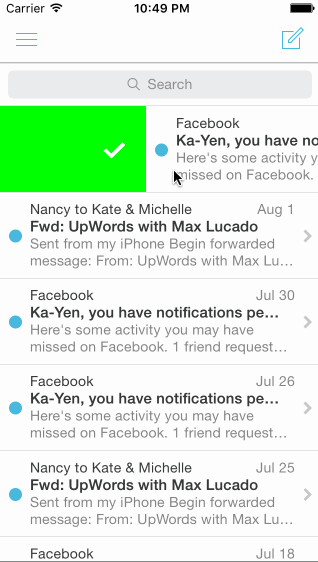 Carrier 10:49 PM
Search
Facebook
Ka-Yen, you have no
Here's some activity y
missed on Facebook.
Nancy to Kate & Michelle Aug 1
Fwd: UpWords with Max Lucado
Sent from my iPhone Begin forwarded
message: From: UpWords with Max Lu...
Facebook Jul 30
Ka-Yen, you have notifications pe...
Here's some activity you may have
missed on Facebook. 1 friend request...
Facebook Jul 26
Ka-Yen, you have notifications pe...
Here's some activity you may have
missed on Facebook. 1 friend request...
Nancy to Kate & Michelle Jul 25
Fwd: UpWords with Max Lucado
Sent from my iPhone Begin forwarded
message: From: UpWords with Max Lu...
Facebook Jul 18